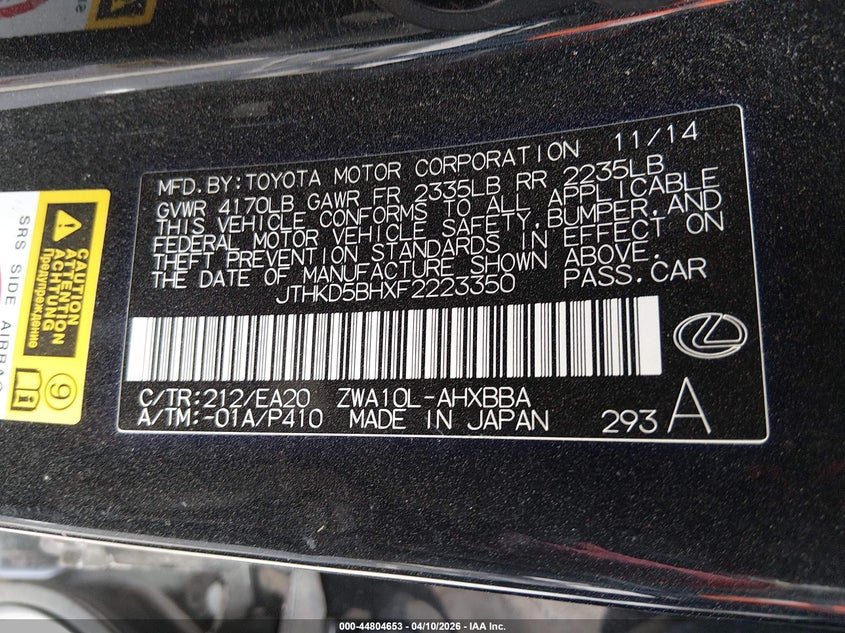 MFD.BY:TOYOTA MOTOR CORPORATION 11/14
GVWR 4170LB GAWR FR 2335LB RR 2235LB
THIS VEHICLE CONFORMS TO ALL APPLICABLE
FEDERAL MOTOR VEHICLE SAFETY,BUMPER,AND
THEFT PREVENTION STANDARDS IN EFFECT ON
THE DATE OF MANUFACTURE SHOWN ABOVE.
JTHKD5BHXF2223350 PASS.CAR
C/TR:212/EA20 ZWA10L-AHXBBA
A/TM:-01A/P410 MADE IN JAPAN 293 A
CAUTION
ATTENTION
ACHTUNG
Предупреждение
9
SRS SIDE AIRBAG
000-44804653 - 04/10/2026 - IAA Inc.